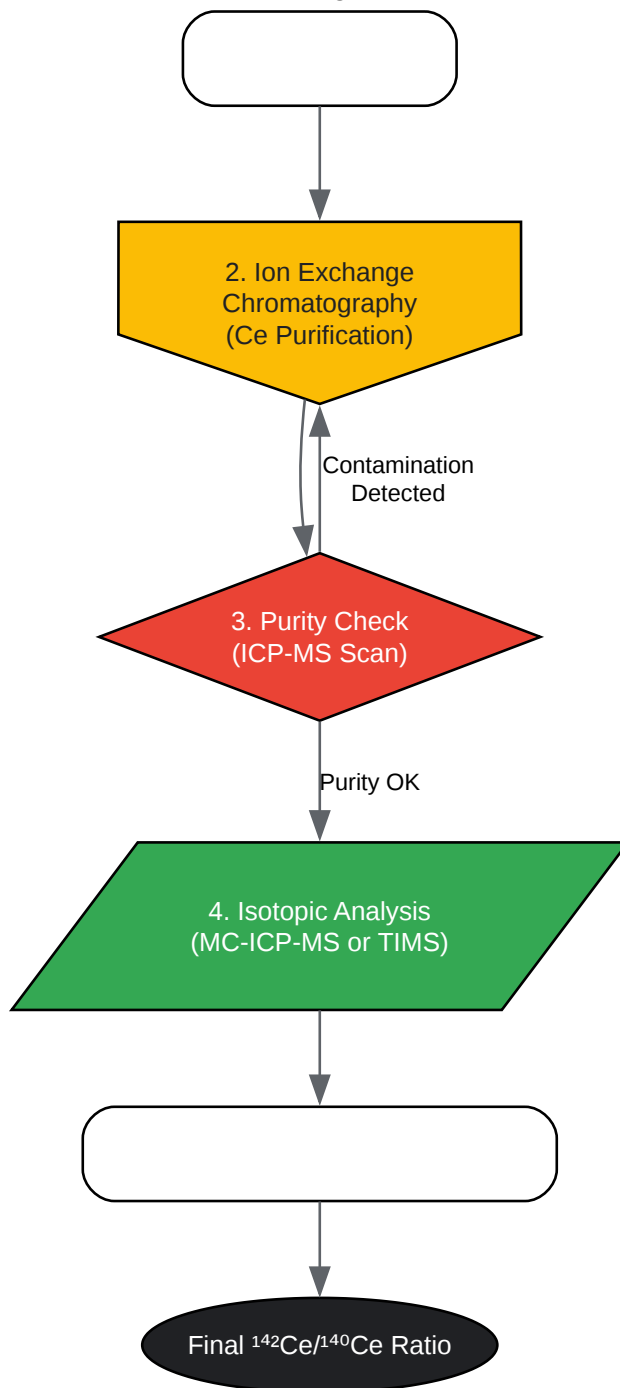 2. Ion Exchange
Chromatography
(Ce Purification)
Contamination
Detected
3. Purity Check
(ICP-MS Scan)
Purity OK
4. Isotopic Analysis
(MC-ICP-MS or TIMS)
Final ¹⁴²Ce/¹⁴⁰Ce Ratio